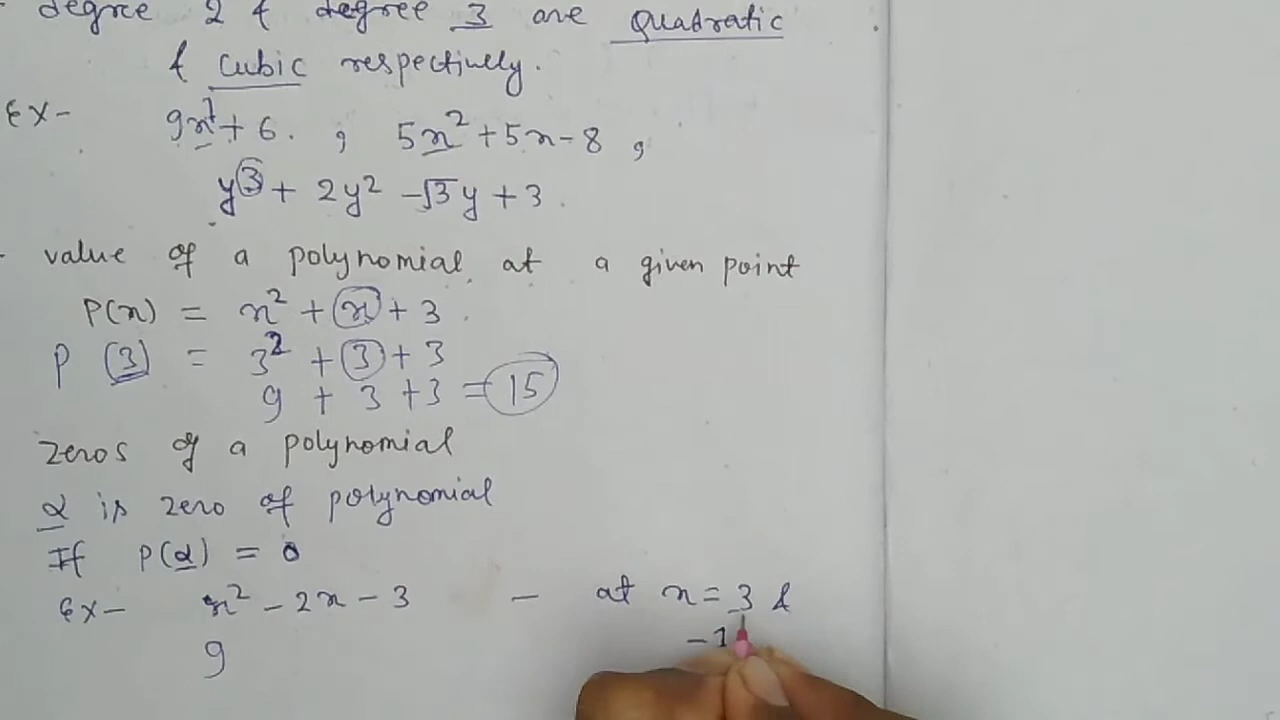 degree 2 & degree 3 are Quadratic
& cubic respectively.
Ex- 9x¹ + 6. , 5x² + 5x - 8 ,
y³ + 2y² - √3y + 3.
- value of a polynomial at a given point
P(x) = x² + x + 3.
P (3) = 3² + 3 + 3
9 + 3 + 3 = 15
zeros of a polynomial
α is zero of polynomial
If P(α) = 0
Ex- x² - 2x - 3 - at x = 3 &
9 -1